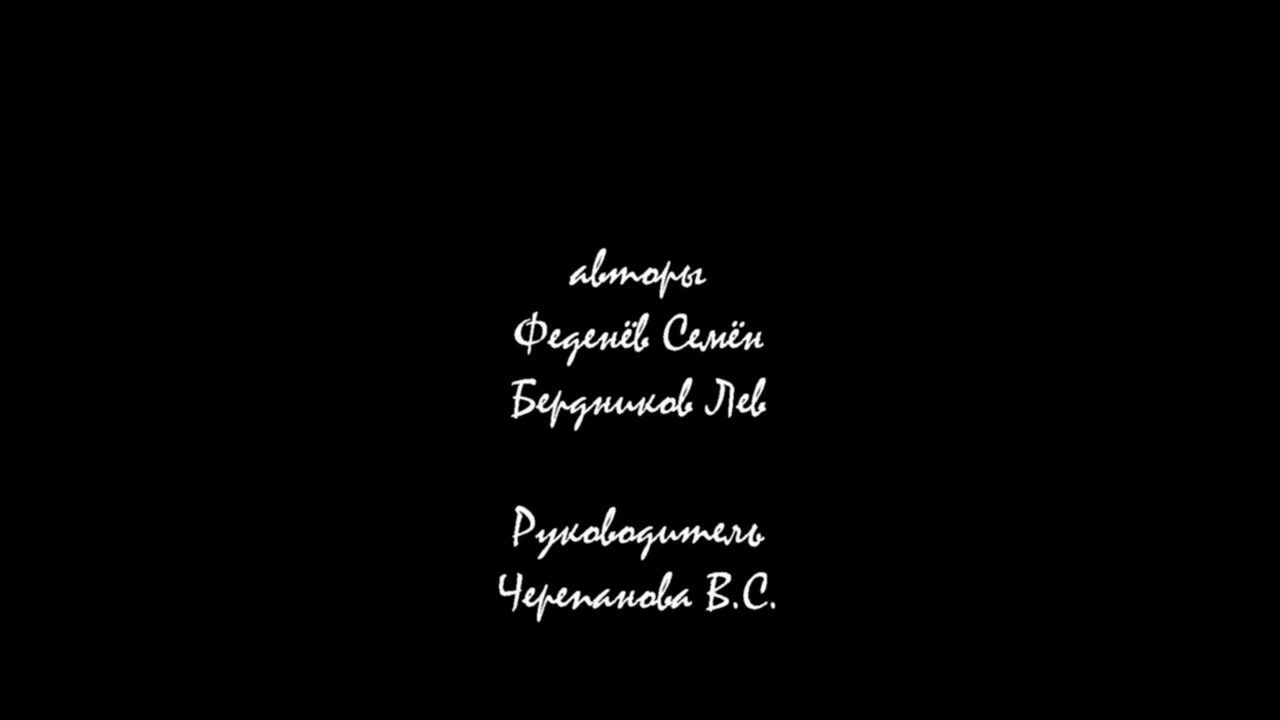 авторы
Феденёв Семён
Бердников Лев
Руководитель
Черепанова В.С.